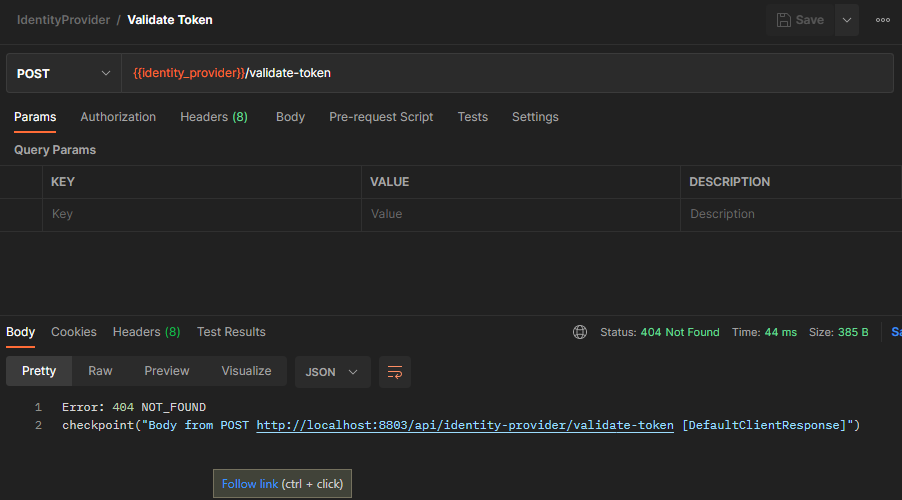 IdentityProvider / Validate Token
Save
POST {{identity_provider}}/validate-token
Params Authorization Headers (8) Body Pre-request Script Tests Settings
Query Params
KEY VALUE DESCRIPTION
Key Value Description
Body Cookies Headers (8) Test Results Status: 404 Not Found Time: 44 ms Size: 385 B Sa
Pretty Raw Preview Visualize JSON
1 Error: 404 NOT_FOUND
2 checkpoint("Body from POST http://localhost:8803/api/identity-provider/validate-token [DefaultClientResponse]")
Follow link (ctrl + click)